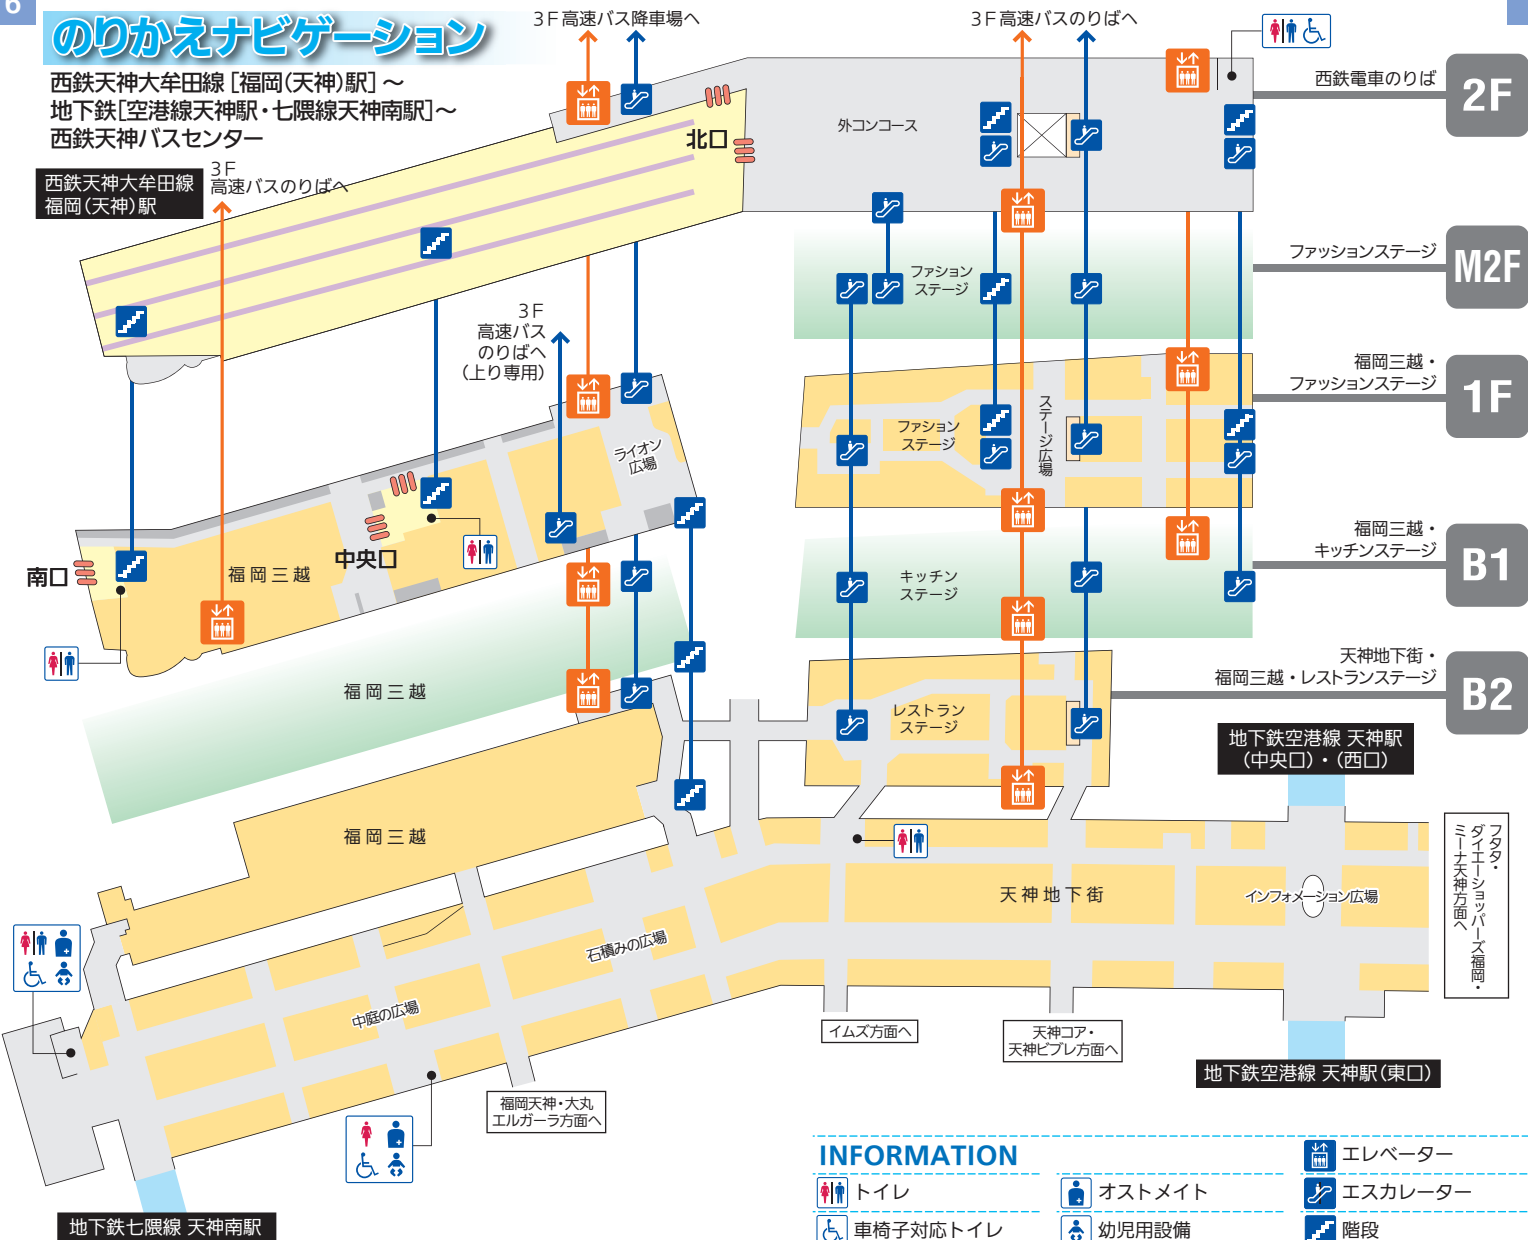 6
のりかえナビゲーション
西鉄天神大牟田線［福岡(天神)駅］～
地下鉄［空港線天神駅・七隈線天神南駅］～
西鉄天神バスセンター
西鉄天神大牟田線
福岡(天神)駅
3F
高速バスのりばへ
3F高速バス降車場へ
3F高速バスのりばへ
北口
外コンコース
西鉄電車のりば
2F
ファッションステージ
M2F
ファション
ステージ
3F
高速バス
のりばへ
(上り専用)
福岡三越・
ファッションステージ
1F
ファション
ステージ
ステージ広場
ライオン
広場
中央口
南口
福岡三越
福岡三越・
キッチンステージ
B1
キッチン
ステージ
福岡三越
天神地下街・
福岡三越・レストランステージ
B2
レストラン
ステージ
地下鉄空港線 天神駅
(中央口)・(西口)
福岡三越
天神地下街
インフォメーション広場
フタタ・
ダイエーショッパーズ福岡・
ミーナ天神方面へ
石積みの広場
中庭の広場
イムズ方面へ
天神コア・
天神ビブレ方面へ
地下鉄空港線 天神駅(東口)
福岡天神・大丸
エルガーラ方面へ
地下鉄七隈線 天神南駅
INFORMATION
エレベーター
トイレ
オストメイト
エスカレーター
車椅子対応トイレ
幼児用設備
階段